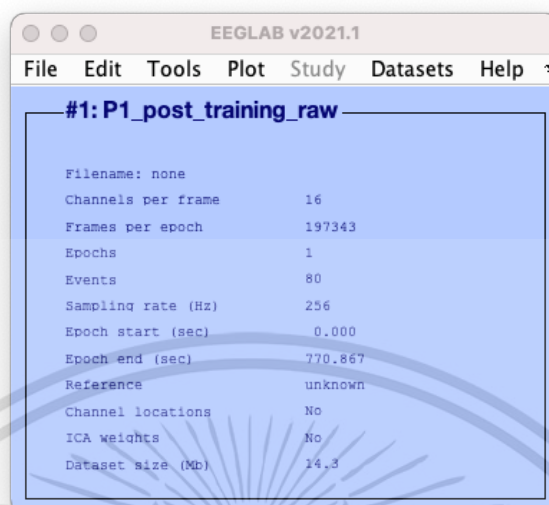 EEGLAB v2021.1
File Edit Tools Plot Study Datasets Help
#1: P1_post_training_raw
Filename: none
Channels per frame 16
Frames per epoch 197343
Epochs 1
Events 80
Sampling rate (Hz) 256
Epoch start (sec) 0.000
Epoch end (sec) 770.867
Reference unknown
Channel locations No
ICA weights No
Dataset size (Mb) 14.3